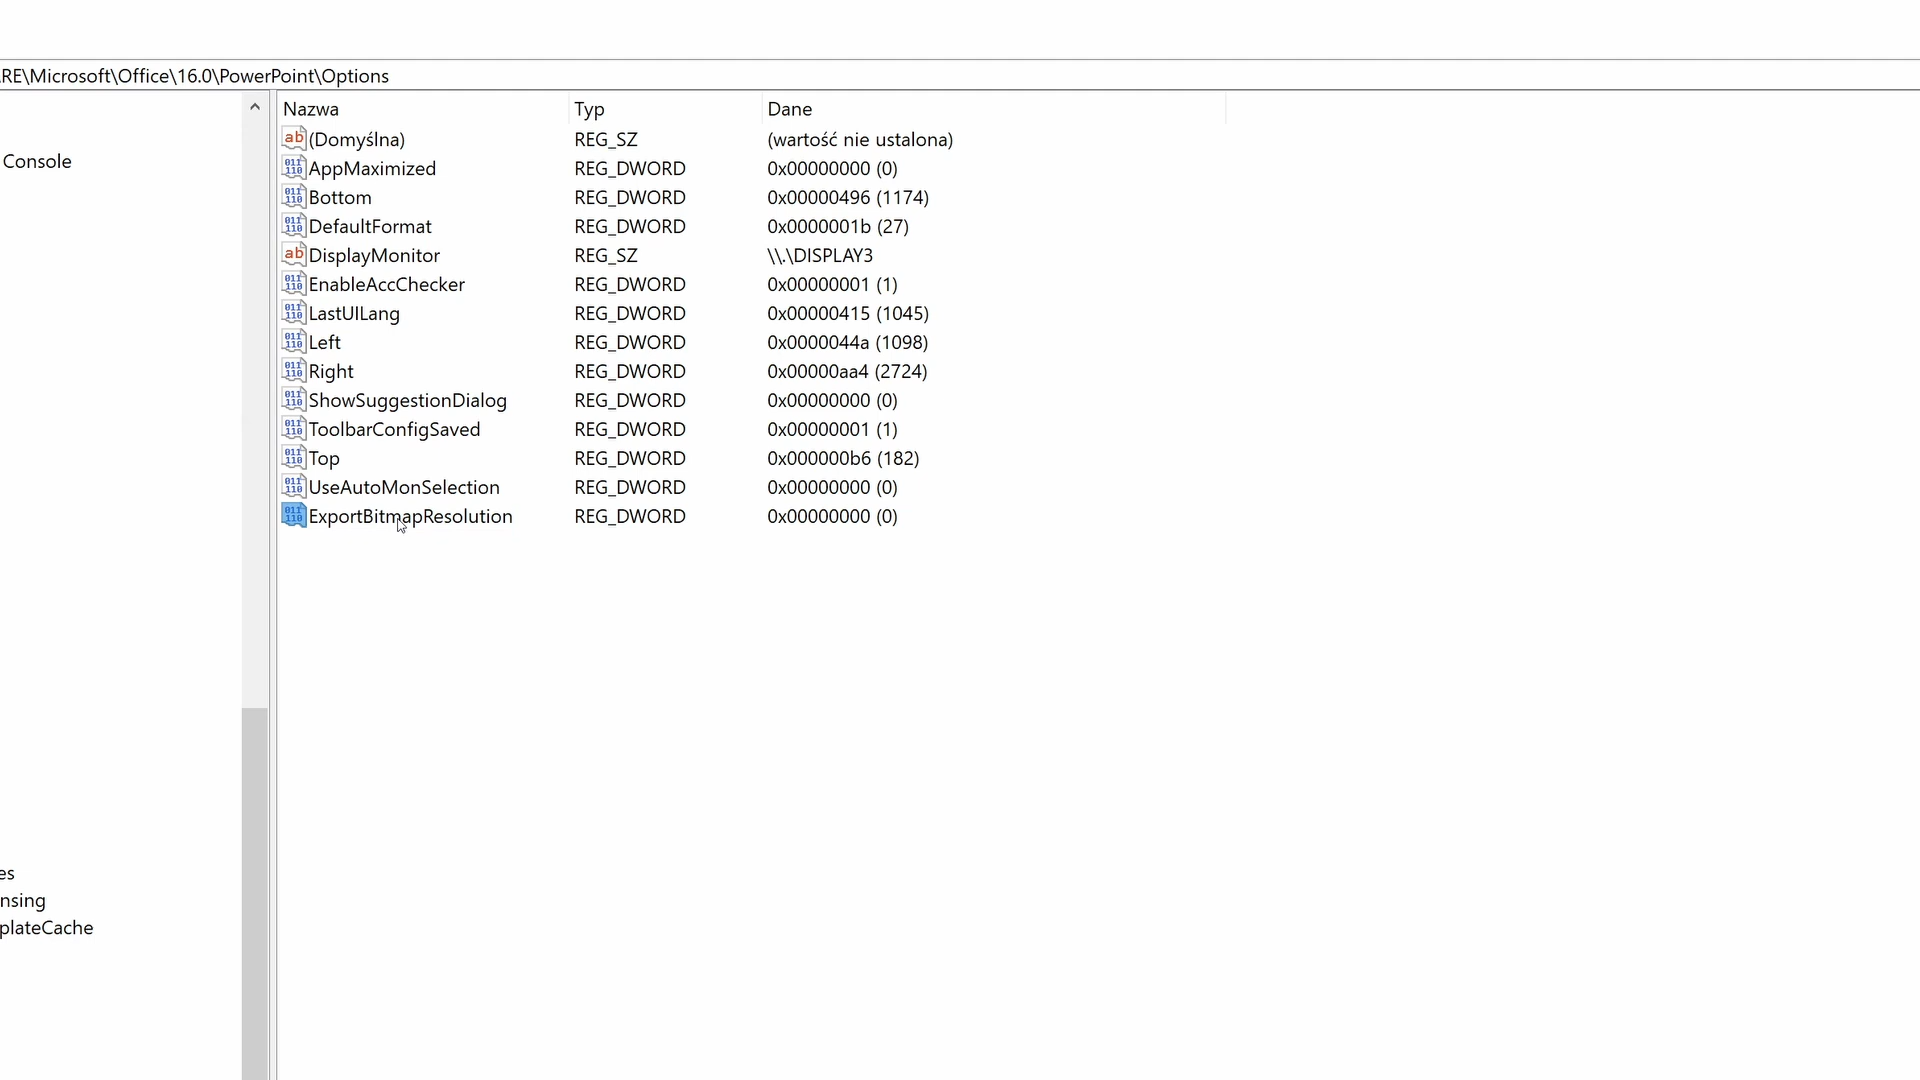 RE\Microsoft\Office\16.0\PowerPoint\Options
Console
es
nsing
plateCache
Nazwa Typ Dane
(Domyślna) REG_SZ (wartość nie ustalona)
AppMaximized REG_DWORD 0x00000000 (0)
Bottom REG_DWORD 0x00000496 (1174)
DefaultFormat REG_DWORD 0x0000001b (27)
DisplayMonitor REG_SZ \\.\DISPLAY3
EnableAccChecker REG_DWORD 0x00000001 (1)
LastUILang REG_DWORD 0x00000415 (1045)
Left REG_DWORD 0x0000044a (1098)
Right REG_DWORD 0x00000aa4 (2724)
ShowSuggestionDialog REG_DWORD 0x00000000 (0)
ToolbarConfigSaved REG_DWORD 0x00000001 (1)
Top REG_DWORD 0x000000b6 (182)
UseAutoMonSelection REG_DWORD 0x00000000 (0)
ExportBitmapResolution REG_DWORD 0x00000000 (0)